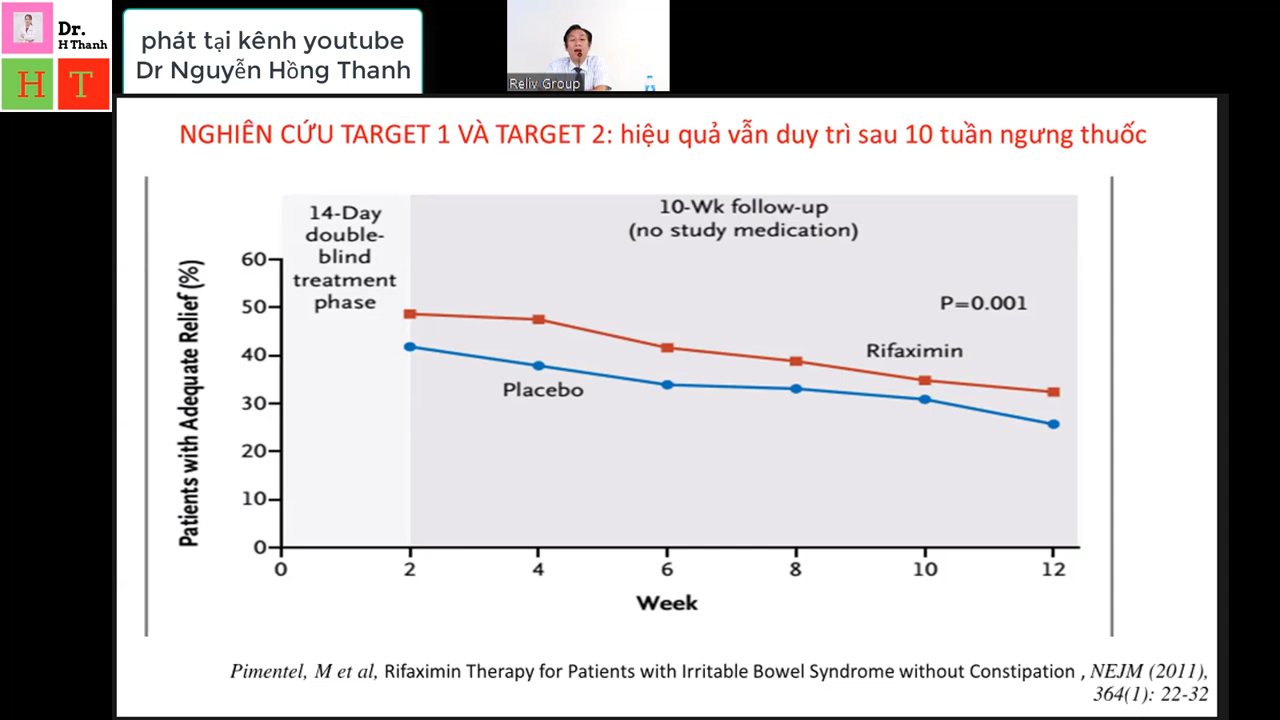 Dr.
H Thanh
H T
phát tại kênh youtube
Dr Nguyễn Hồng Thanh
Reliv Group
NGHIÊN CỨU TARGET 1 VÀ TARGET 2: hiệu quả vẫn duy trì sau 10 tuần ngưng thuốc
14-Day
double-
blind
treatment
phase
10-Wk follow-up
(no study medication)
Patients with Adequate Relief (%)
60
50
40
30
20
10
0
P=0.001
Rifaximin
Placebo
0 2 4 6 8 10 12
Week
Pimentel, M et al, Rifaximin Therapy for Patients with Irritable Bowel Syndrome without Constipation , NEJM (2011),
364(1): 22-32